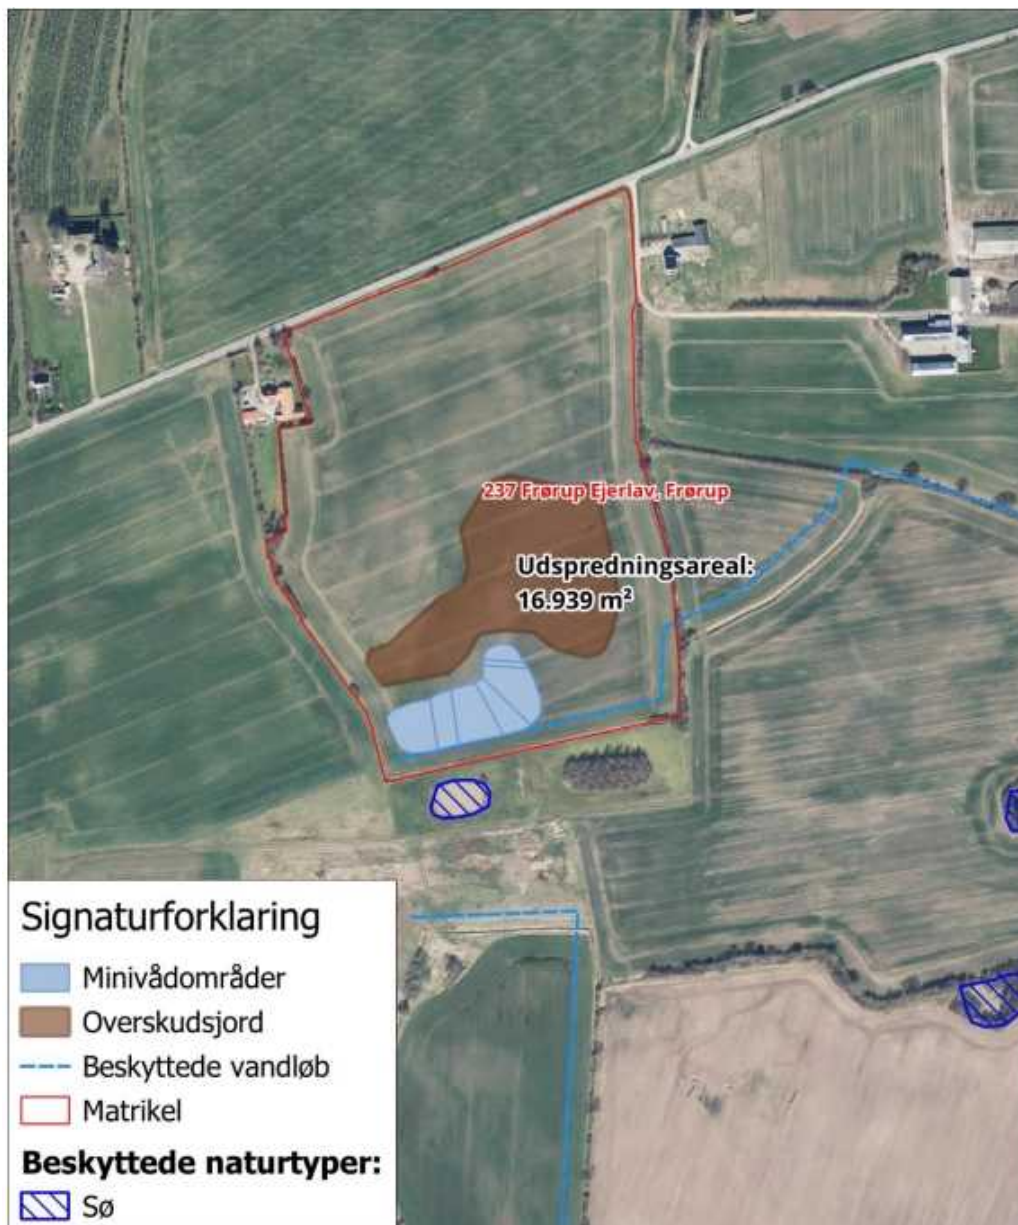 237 Frørup Ejerlav, Frørup
Udspredningsareal:
16.939 m²
Signaturforklaring
Minivådområder
Overskudsjord
Beskyttede vandløb
Matrikel
Beskyttede naturtyper:
Sø